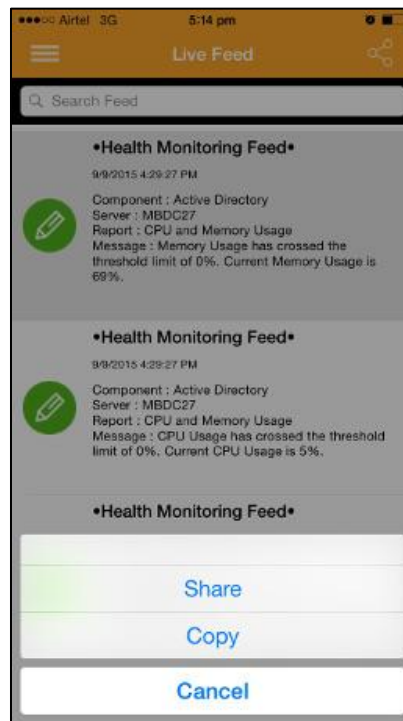 Airtel 3G 5:14 pm
Live Feed
Search Feed
•Health Monitoring Feed•
9/9/2015 4:29:27 PM
Component : Active Directory
Server : MBDC27
Report : CPU and Memory Usage
Message : Memory Usage has crossed the
threshold limit of 0%. Current Memory Usage is
69%.
•Health Monitoring Feed•
9/9/2015 4:29:27 PM
Component : Active Directory
Server : MBDC27
Report : CPU and Memory Usage
Message : CPU Usage has crossed the threshold
limit of 0%. Current CPU Usage is 5%.
•Health Monitoring Feed•
Share
Copy
Cancel